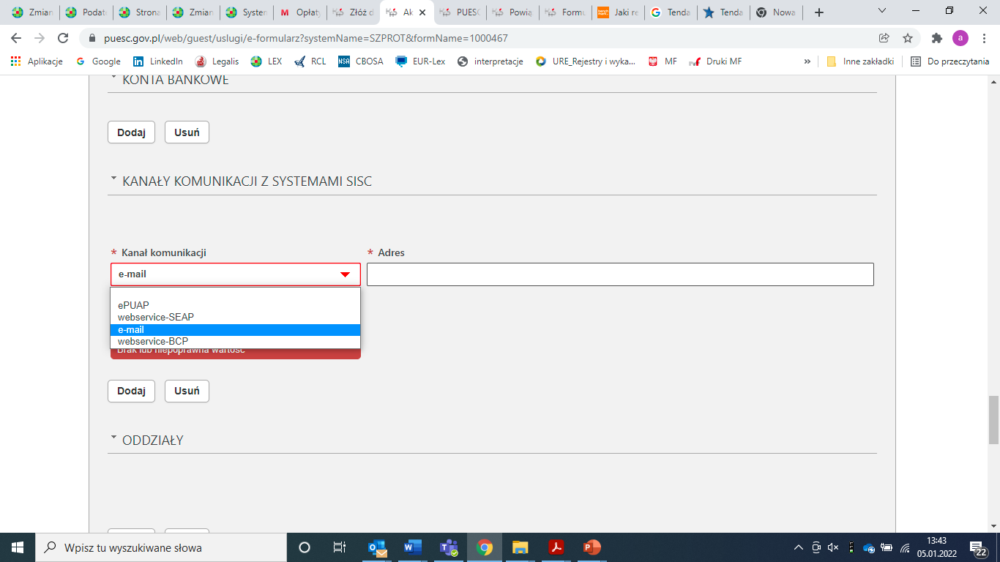 Zmian
Podat
Strona
Zmian
System
Opłaty
Złóż d
Ak
PUESC
Powią
Formu
Jaki re
Tenda
Tenda
Nowa
puesc.gov.pl/web/guest/uslugi/e-formularz?systemName=SZPROT&formName=1000467
a
Aplikacje Google LinkedIn Legalis LEX RCL CBOSA EUR-Lex interpretacje URE_Rejestry i wyka... MF Druki MF » Inne zakładki Do przeczytania
KONTA BANKOWE
Dodaj Usuń
KANAŁY KOMUNIKACJI Z SYSTEMAMI SISC
* Kanał komunikacji * Adres
e-mail
ePUAP
webservice-SEAP
e-mail
webservice-BCP
Brak lub niepoprawna wartość
Dodaj Usuń
ODDZIAŁY
Wpisz tu wyszukiwane słowa
13:43
05.01.2022
22